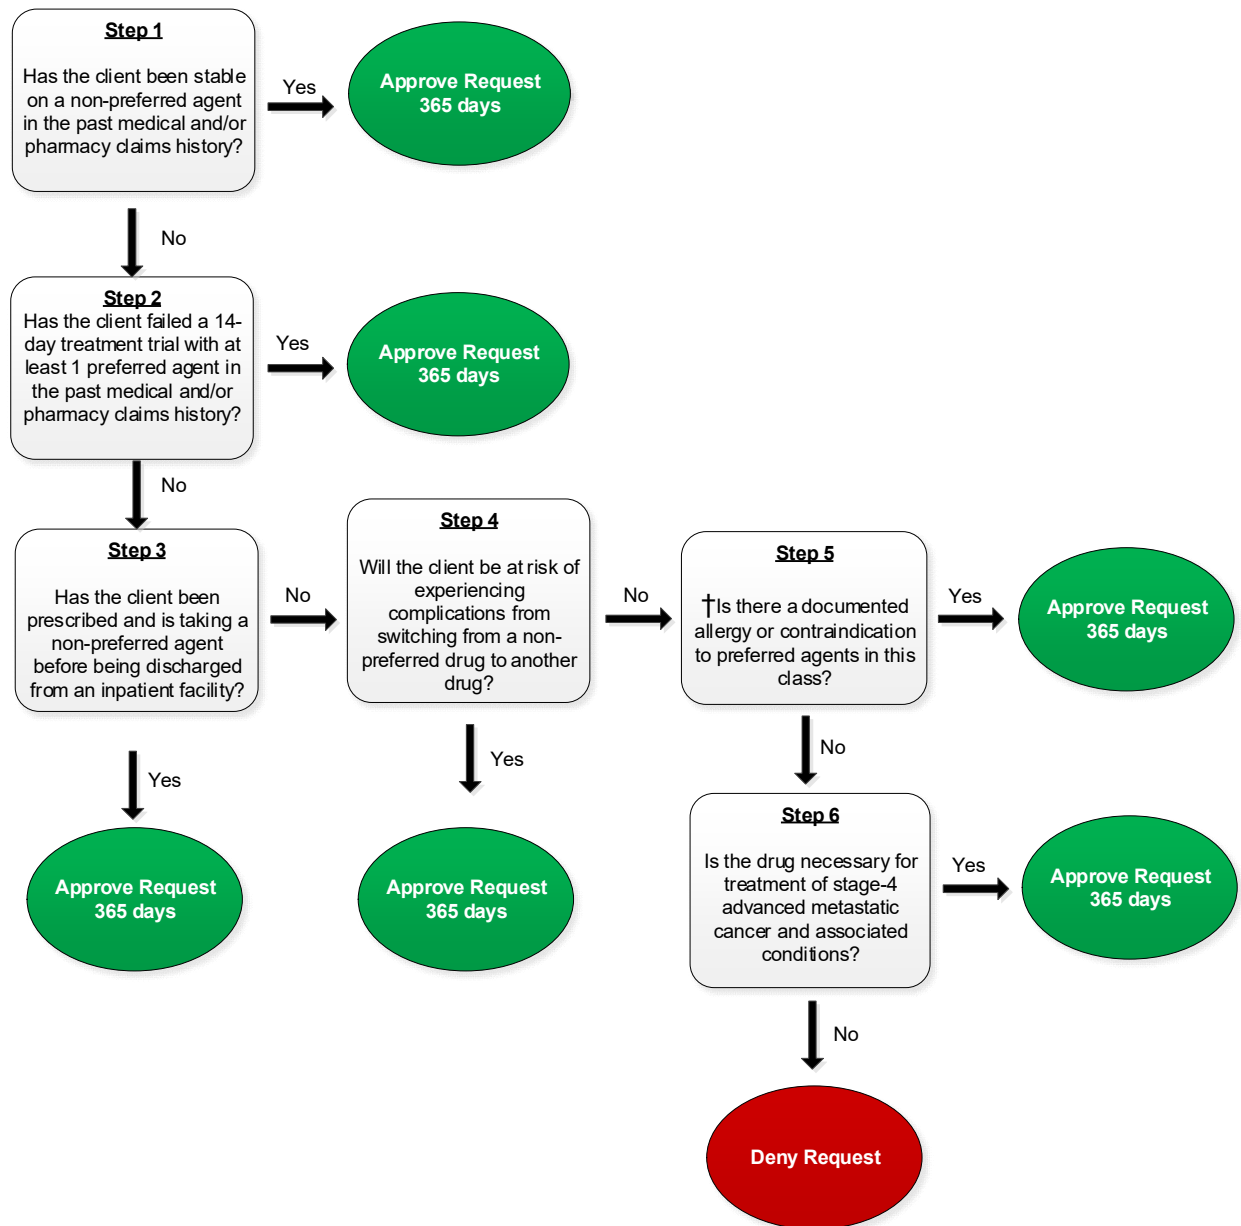 Step 1
Has the client been stable
on a non-preferred agent
in the past medical and/or
pharmacy claims history?
Yes
Approve Request
365 days
No
Step 2
Has the client failed a 14-
day treatment trial with at
least 1 preferred agent in
the past medical and/or
pharmacy claims history?
Yes
Approve Request
365 days
No
Step 3
Has the client been
prescribed and is taking a
non-preferred agent
before being discharged
from an inpatient facility?
No
Yes
Approve Request
365 days
Step 4
Will the client be at risk of
experiencing
complications from
switching from a non-
preferred drug to another
drug?
No
Yes
Approve Request
365 days
Step 5
†Is there a documented
allergy or contraindication
to preferred agents in this
class?
Yes
Approve Request
365 days
No
Step 6
Is the drug necessary for
treatment of stage-4
advanced metastatic
cancer and associated
conditions?
Yes
Approve Request
365 days
No
Deny Request